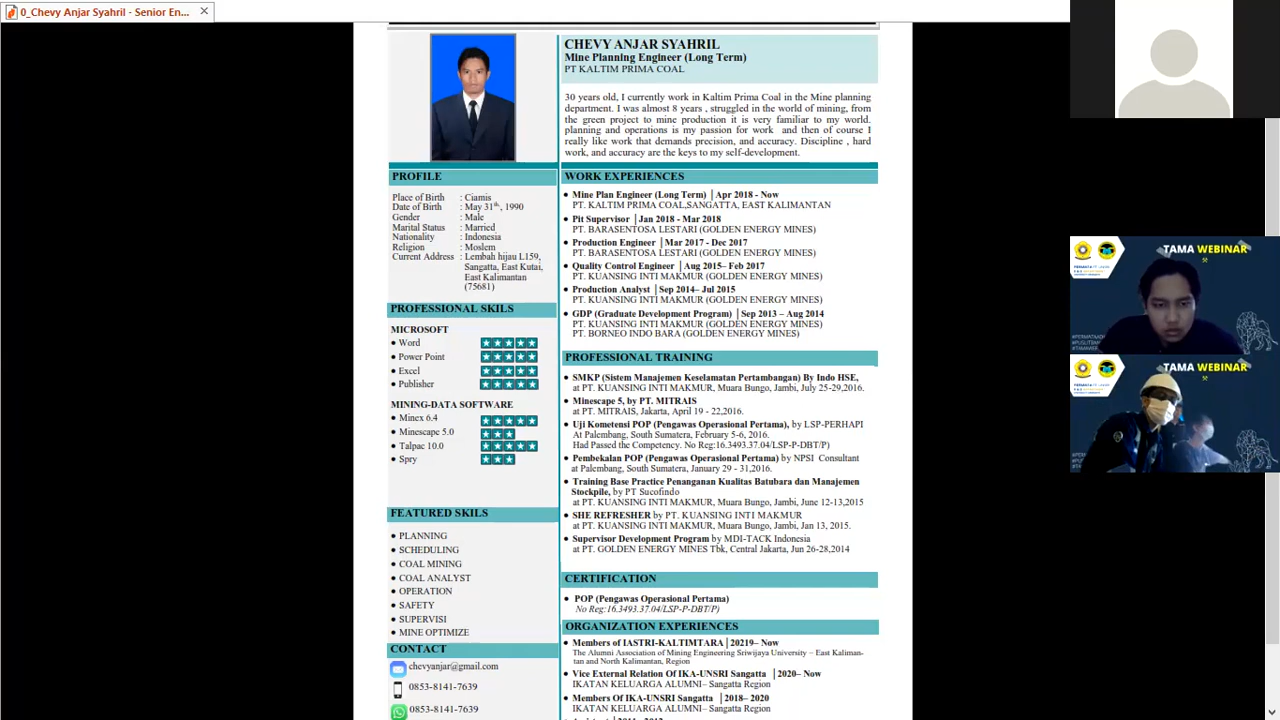 0_Chevy Anjar Syahril - Senior En...
CHEVY ANJAR SYAHRIL
Mine Planning Engineer (Long Term)
PT KALTIM PRIMA COAL
30 years old, I currently work in Kaltim Prima Coal in the Mine planning
department. I was almost 8 years , struggled in the world of mining, from
the green project to mine production it is very familiar to my world.
planning and operations is my passion for work and then of course I
really like work that demands precision, and accuracy. Discipline , hard
work, and accuracy are the keys to my self-development.
PROFILE
Place of Birth : Ciamis
Date of Birth : May 31th, 1990
Gender : Male
Marital Status : Married
Nationality : Indonesia
Religion : Moslem
Current Address : Lembah hijau L159,
Sangatta, East Kutai,
East Kalimantan
(75681)
PROFESSIONAL SKILS
MICROSOFT
Word
Power Point
Excel
Publisher
MINING-DATA SOFTWARE
Minex 6.4
Minescape 5.0
Talpac 10.0
Spry
FEATURED SKILS
PLANNING
SCHEDULING
COAL MINING
COAL ANALYST
OPERATION
SAFETY
SUPERVISI
MINE OPTIMIZE
CONTACT
chevyanjar@gmail.com
0853-8141-7639
0853-8141-7639
WORK EXPERIENCES
Mine Plan Engineer (Long Term) | Apr 2018 - Now
PT. KALTIM PRIMA COAL,SANGATTA, EAST KALIMANTAN
Pit Supervisor | Jan 2018 - Mar 2018
PT. BARASENTOSA LESTARI (GOLDEN ENERGY MINES)
Production Engineer | Mar 2017 - Dec 2017
PT. BARASENTOSA LESTARI (GOLDEN ENERGY MINES)
Quality Control Engineer | Aug 2015– Feb 2017
PT. KUANSING INTI MAKMUR (GOLDEN ENERGY MINES)
Production Analyst | Sep 2014– Jul 2015
PT. KUANSING INTI MAKMUR (GOLDEN ENERGY MINES)
GDP (Graduate Development Program) | Sep 2013 – Aug 2014
PT. KUANSING INTI MAKMUR (GOLDEN ENERGY MINES)
PT. BORNEO INDO BARA (GOLDEN ENERGY MINES)
PROFESSIONAL TRAINING
SMKP (Sistem Manajemen Keselamatan Pertambangan) By Indo HSE,
at PT. KUANSING INTI MAKMUR, Muara Bungo, Jambi, July 25-29,2016.
Minescape 5, by PT. MITRAIS
at PT. MITRAIS, Jakarta, April 19 - 22,2016.
Uji Kometensi POP (Pengawas Operasional Pertama), by LSP-PERHAPI
At Palembang, South Sumatera, February 5-6, 2016.
Had Passed the Competency. No Reg:16.3493.37.04/LSP-P-DBT/P)
Pembekalan POP (Pengawas Operasional Pertama) by NPSI Consultant
at Palembang, South Sumatera, January 29 - 31,2016.
Training Base Practice Penanganan Kualitas Batubara dan Manajemen
Stockpile, by PT Sucofindo
at PT. KUANSING INTI MAKMUR, Muara Bungo, Jambi, June 12-13,2015
SHE REFRESHER by PT. KUANSING INTI MAKMUR
at PT. KUANSING INTI MAKMUR, Muara Bungo, Jambi, Jan 13, 2015.
Supervisor Development Program by MDI-TACK Indonesia
at PT. GOLDEN ENERGY MINES Tbk, Central Jakarta, Jun 26-28,2014
CERTIFICATION
POP (Pengawas Operasional Pertama)
No Reg:16.3493.37.04/LSP-P-DBT/P)
ORGANIZATION EXPERIENCES
Members of IASTRI-KALTIMTARA | 20219– Now
The Alumni Association of Mining Engineering Sriwijaya University – East Kaliman-
tan and North Kalimantan, Region
Vice External Relation Of IKA-UNSRI Sangatta | 2020– Now
IKATAN KELUARGA ALUMNI– Sangatta Region
Members Of IKA-UNSRI Sangatta | 2018– 2020
IKATAN KELUARGA ALUMNI– Sangatta Region
TAMA WEBINAR
TAMA WEBINAR